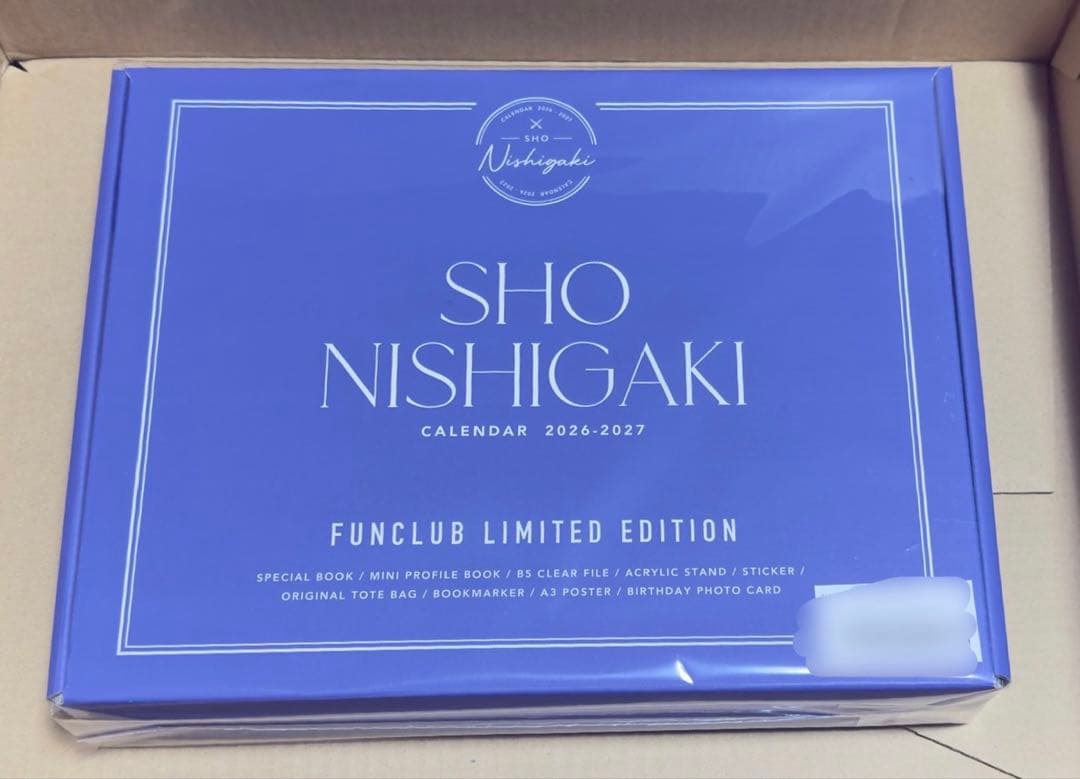 CALENDAR 2026-2027
SHO
Nishigaki
CALENDAR 2026-2027
SHO
NISHIGAKI
CALENDAR 2026-2027
FUNCLUB LIMITED EDITION
SPECIAL BOOK / MINI PROFILE BOOK / B5 CLEAR FILE / ACRYLIC STAND / STICKER /
ORIGINAL TOTE BAG / BOOKMARKER / A3 POSTER / BIRTHDAY PHOTO CARD